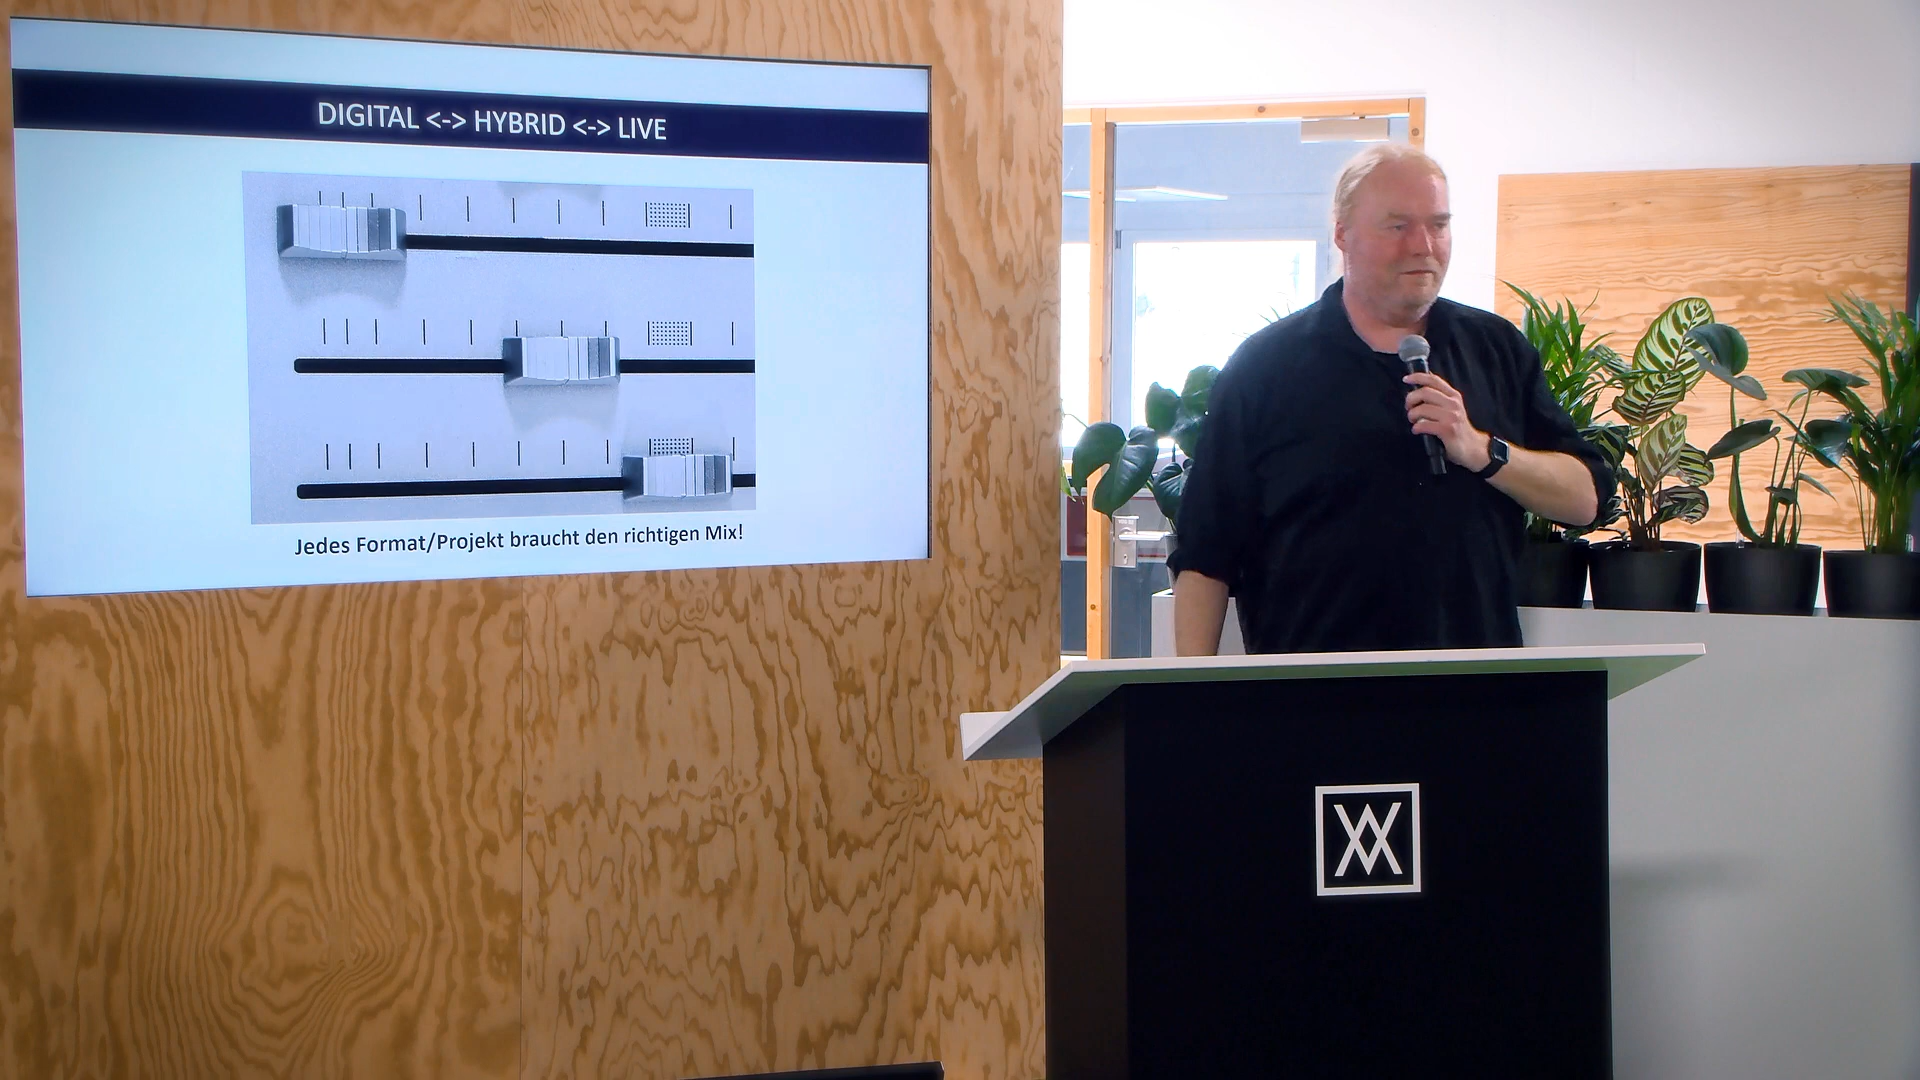 DIGITAL <-> HYBRID <-> LIVE
Jedes Format/Projekt braucht den richtigen Mix!